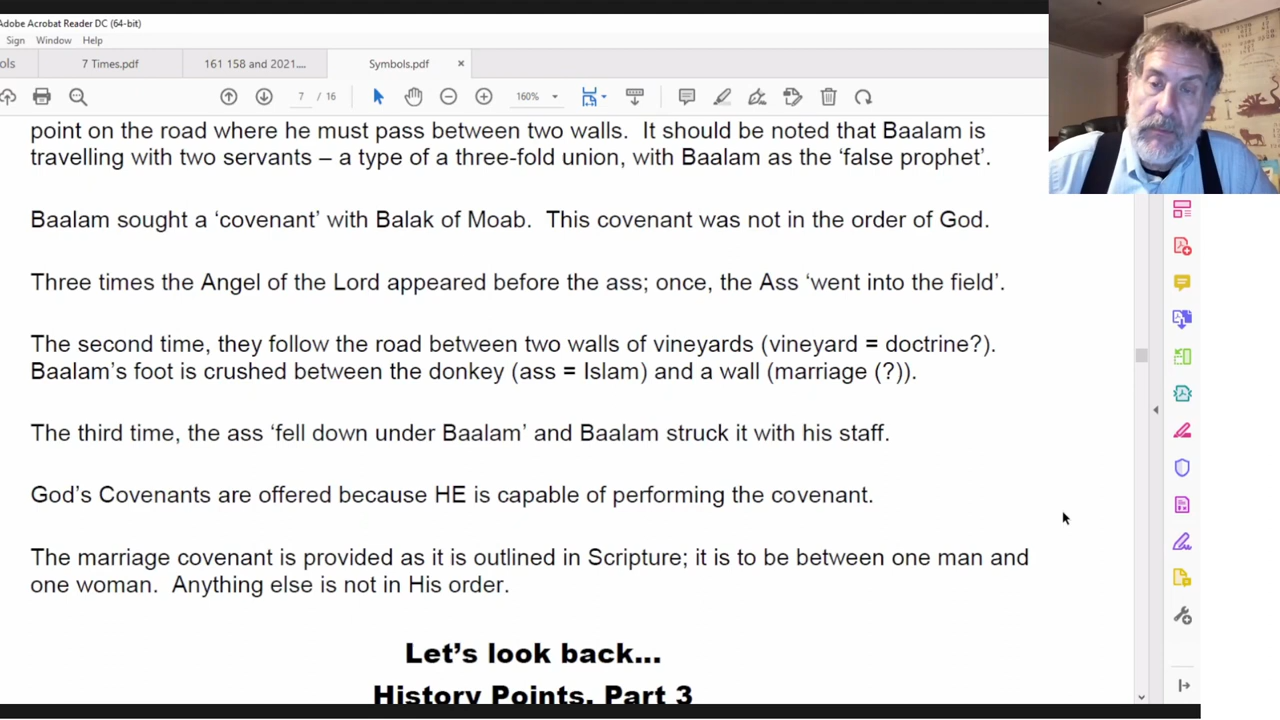 Adobe Acrobat Reader DC (64-bit)
Sign Window Help
ols 7 Times.pdf 161 158 and 2021.... Symbols.pdf ×
7 / 16 160%
point on the road where he must pass between two walls. It should be noted that Baalam is
travelling with two servants – a type of a three-fold union, with Baalam as the ‘false prophet’.
Baalam sought a ‘covenant’ with Balak of Moab. This covenant was not in the order of God.
Three times the Angel of the Lord appeared before the ass; once, the Ass ‘went into the field’.
The second time, they follow the road between two walls of vineyards (vineyard = doctrine?).
Baalam’s foot is crushed between the donkey (ass = Islam) and a wall (marriage (?)).
The third time, the ass ‘fell down under Baalam’ and Baalam struck it with his staff.
God’s Covenants are offered because HE is capable of performing the covenant.
The marriage covenant is provided as it is outlined in Scripture; it is to be between one man and
one woman. Anything else is not in His order.
Let’s look back...
History Points, Part 3